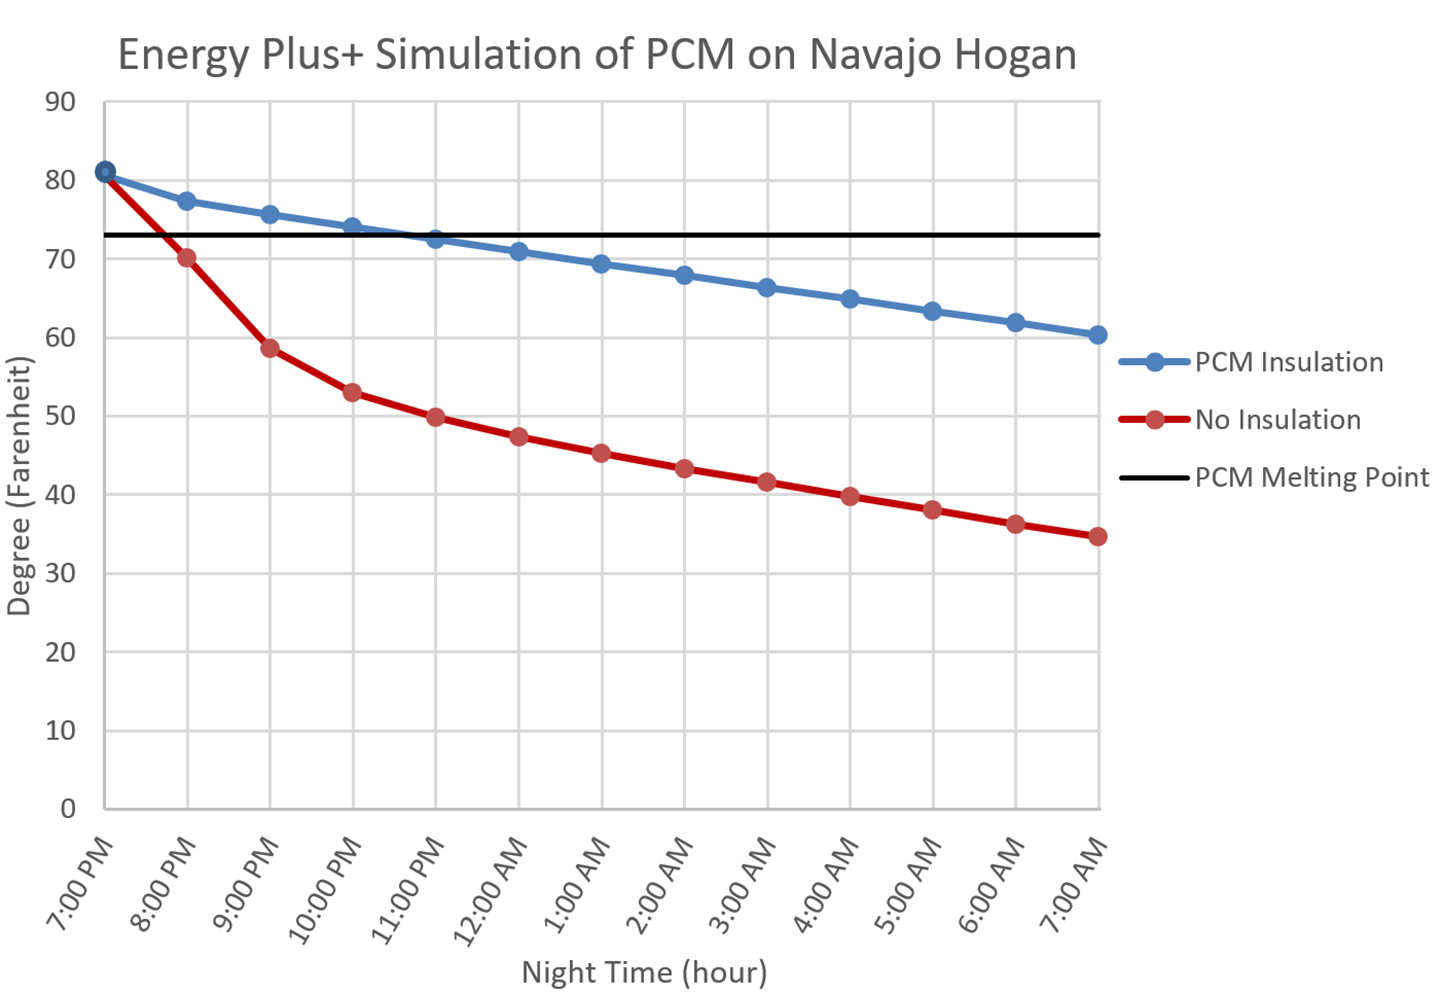 Energy Plus+ Simulation of PCM on Navajo Hogan
90
80
70
60
50
40
30
20
10
0
Degree (Farenheit)
7:00 PM
8:00 PM
9:00 PM
10:00 PM
11:00 PM
12:00 AM
1:00 AM
2:00 AM
3:00 AM
4:00 AM
5:00 AM
6:00 AM
7:00 AM
Night Time (hour)
PCM Insulation
No Insulation
PCM Melting Point